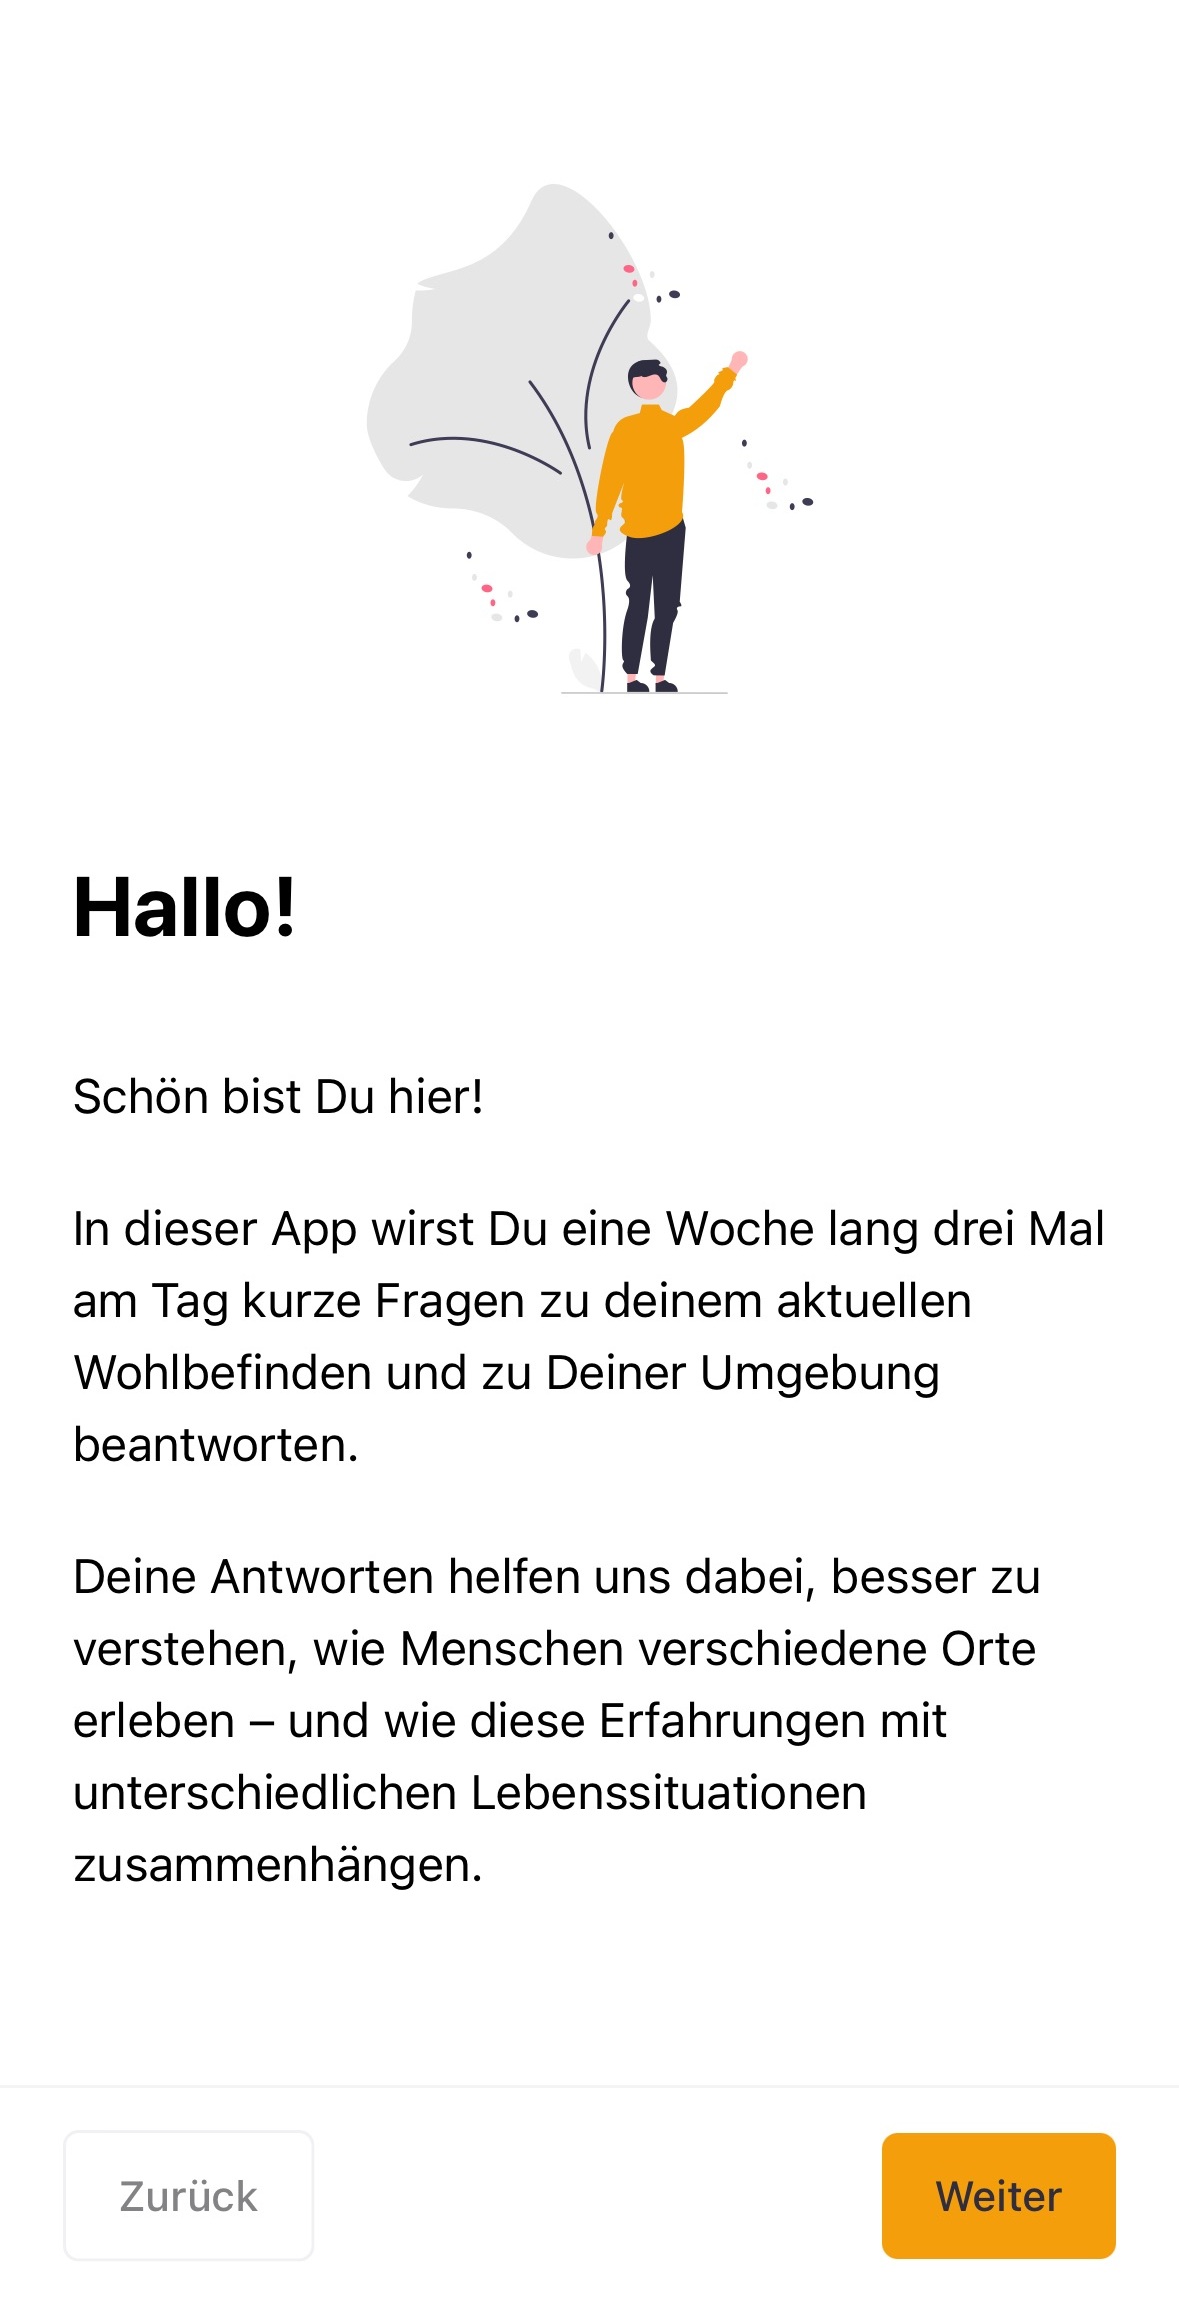 Hallo!
Schön bist Du hier!
In dieser App wirst Du eine Woche lang drei Mal
am Tag kurze Fragen zu deinem aktuellen
Wohlbefinden und zu Deiner Umgebung
beantworten.
Deine Antworten helfen uns dabei, besser zu
verstehen, wie Menschen verschiedene Orte
erleben – und wie diese Erfahrungen mit
unterschiedlichen Lebenssituationen
zusammenhängen.
Zurück
Weiter